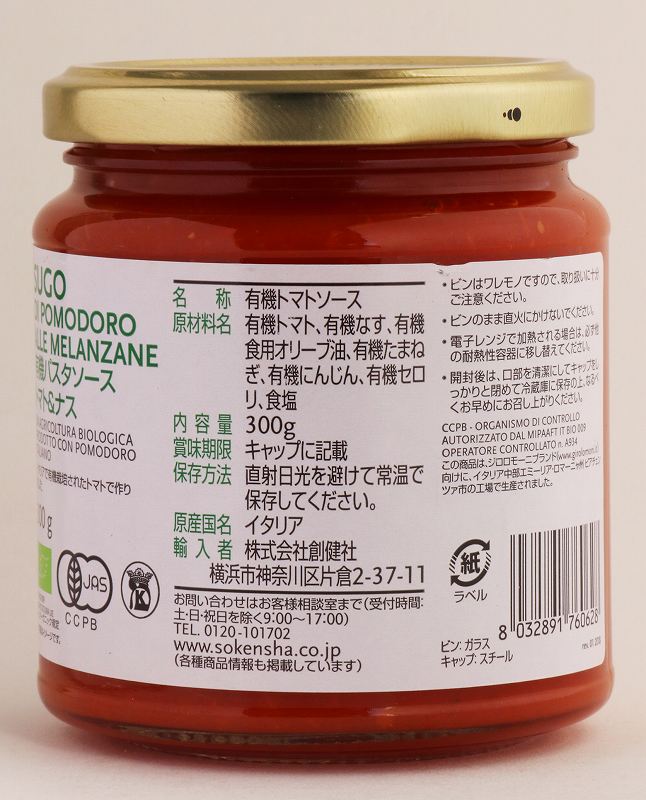 SUGO
DI POMODORO
ALLE MELANZANE
有機パスタソース
トマト&ナス
AGRICOLTURA BIOLOGICA
PRODOTTO CON POMODORO
ITALIANO
で有機栽培されたトマトで作り
300 g
JAS
CCPB
K
名称 有機トマトソース
原材料名 有機トマト、有機なす、有機
食用オリーブ油、有機たまね
ぎ、有機にんじん、有機セロ
リ、食塩
内容量 300g
賞味期限 キャップに記載
保存方法 直射日光を避けて常温で
保存してください。
原産国名 イタリア
輸入者 株式会社創健社
横浜市神奈川区片倉2-37-11
お問い合わせはお客様相談室まで(受付時間:
土・日・祝日を除く9:00〜17:00)
TEL. 0120-101702
www.sokensha.co.jp
(各種商品情報も掲載しています)
・ビンはワレモノですので、取り扱いに十分
ご注意ください。
・ビンのまま直火にかけないでください。
・電子レンジで加熱される場合は、必ず他
の耐熱性容器に移し替えてください。
・開封後は、口部を清潔にしてキャップをし
っかりと閉めて冷蔵庫に保存の上、なるべ
くお早めにお召し上がりください。
CCPB - ORGANISMO DI CONTROLLO
AUTORIZZATO DAL MIPAAFT IT BIO 009
OPERATORE CONTROLLATO n. A934
この商品は、ジロロモーニブランド(www.girolomoni.it)
向けに、イタリア中部エミーリア・ロマーニャ州 ピアチェン
ツァ市の工場で生産されました。
紙
ラベル
8 032891 760628
ビン: ガラス
キャップ: スチール